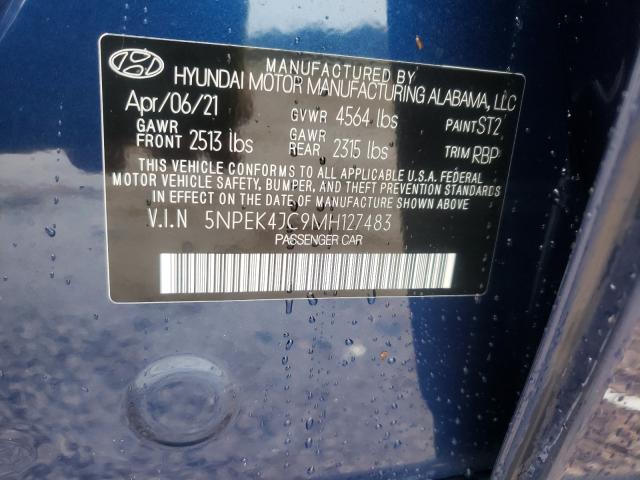 MANUFACTURED BY
HYUNDAI MOTOR MANUFACTURING ALABAMA, LLC
Apr/06/21 GVWR 4564 lbs PAINT ST2
GAWR FRONT 2513 lbs GAWR REAR 2315 lbs TRIM RBP
THIS VEHICLE CONFORMS TO ALL APPLICABLE U.S.A. FEDERAL
MOTOR VEHICLE SAFETY, BUMPER, AND THEFT PREVENTION STANDARDS
IN EFFECT ON THE DATE OF MANUFACTURE SHOWN ABOVE.
V.I.N 5NPEK4JC9MH127483
PASSENGER CAR